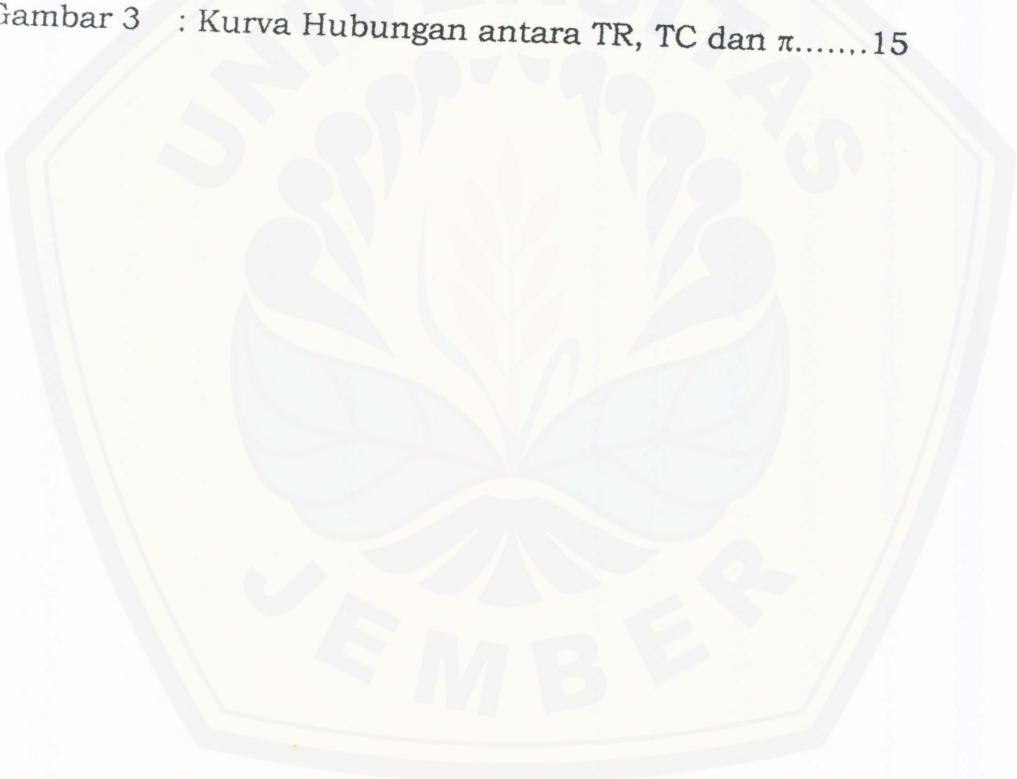 Gambar 3 : Kurva Hubungan antara TR, TC dan π.......15
UNIVERSITAS
JEMBER